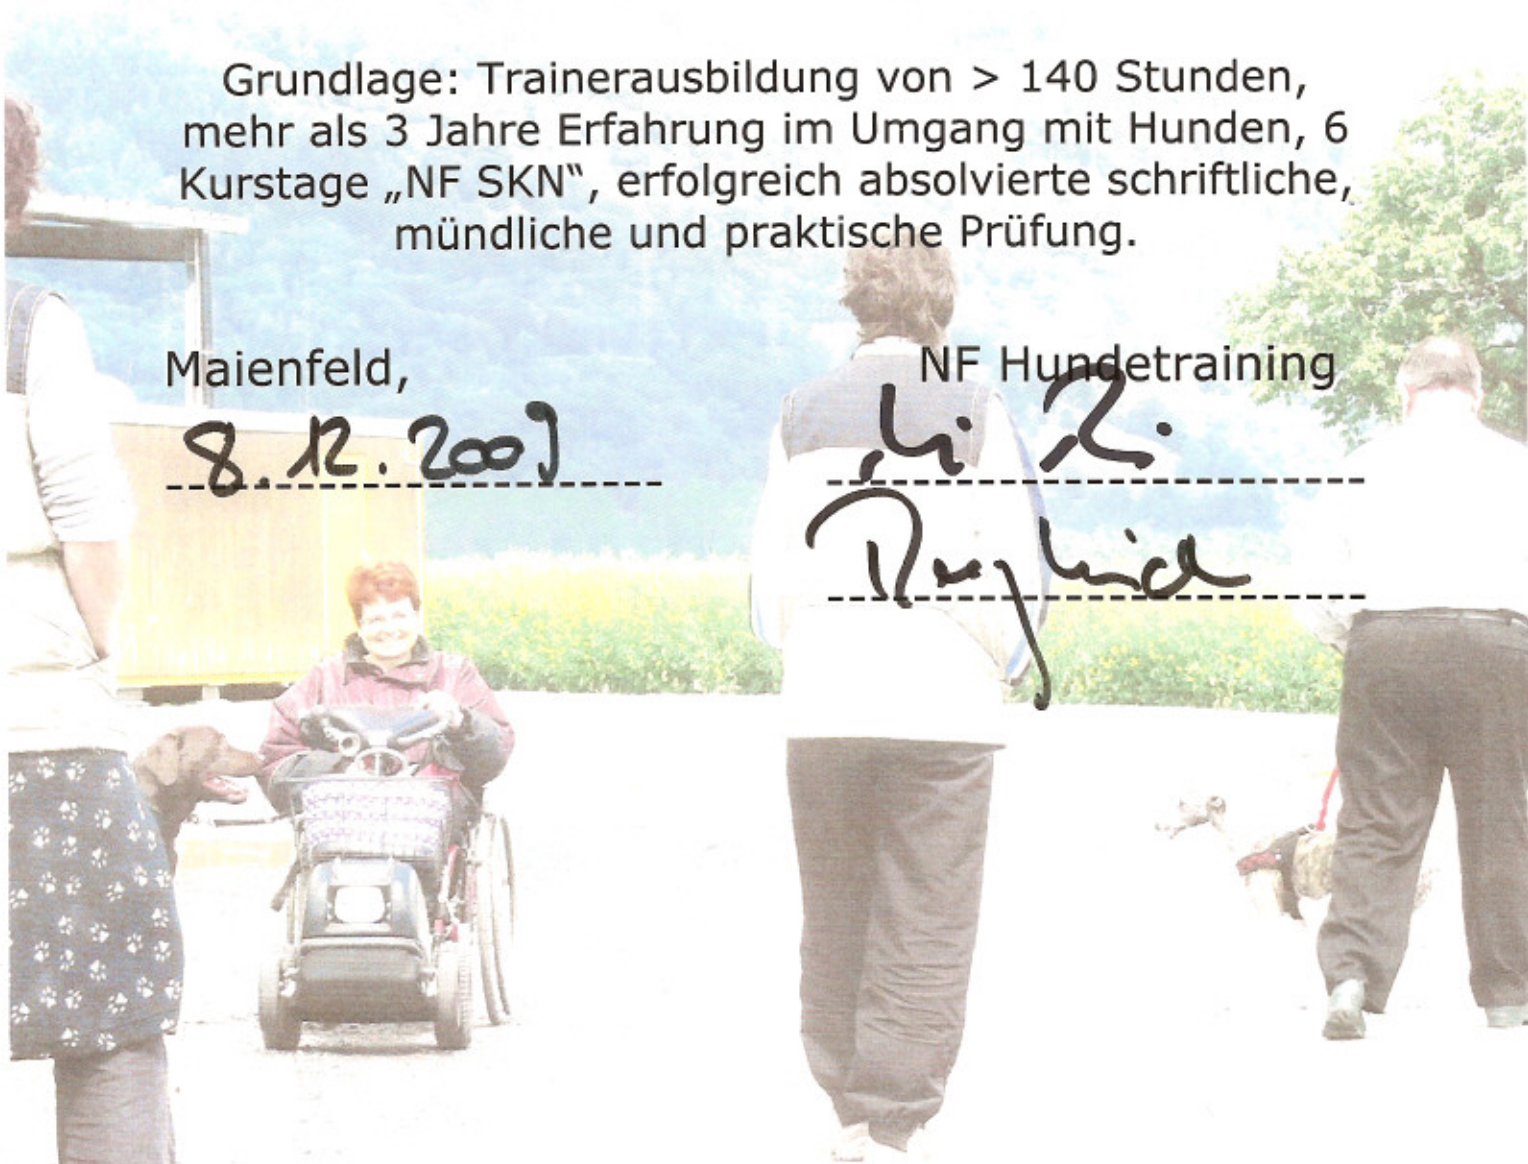 Grundlage: Trainerausbildung von > 140 Stunden,
mehr als 3 Jahre Erfahrung im Umgang mit Hunden, 6
Kurstage „NF SKN“, erfolgreich absolvierte schriftliche,
mündliche und praktische Prüfung.
Maienfeld,
NF Hundetraining
8.12.2009